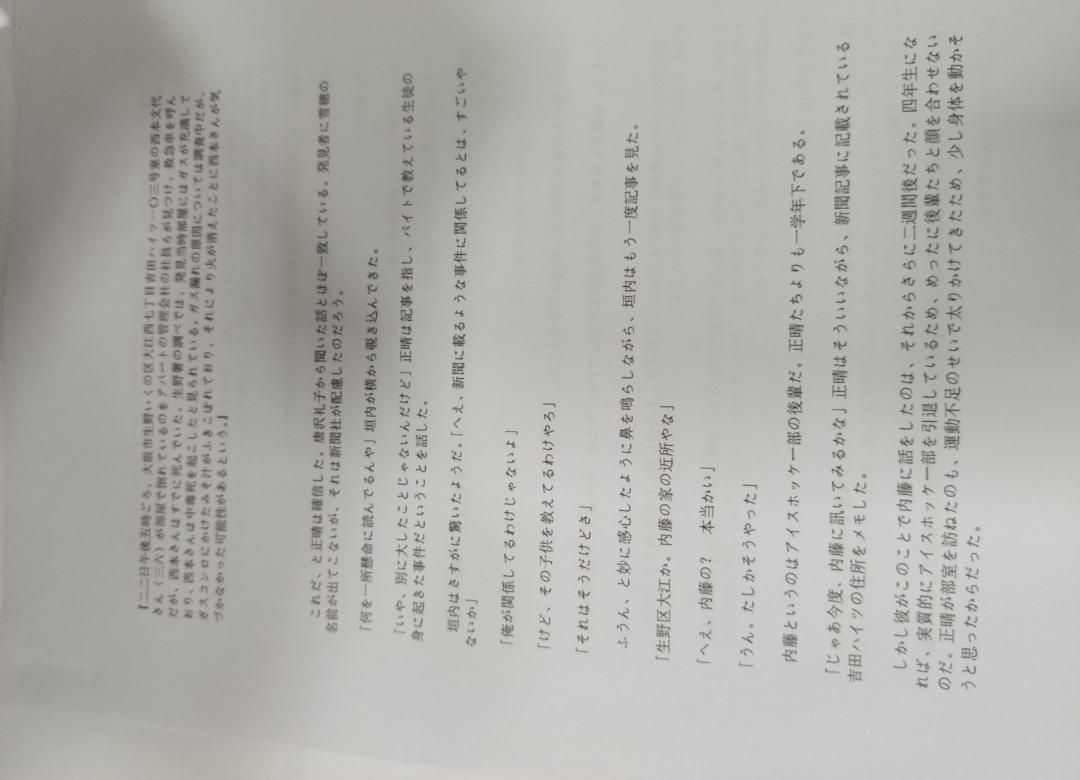 『二二日午後五時ごろ、大阪市生野いくの区大江西七丁目吉田ハイツ一〇三号室の西本文代
さん（三六）が部屋で倒れているのをアパートの管理会社の社員らが見つけ、救急車を呼ん
だが、西本さんはすでに死んでいた。生野署の調べでは、発見当時部屋にはガスが充満して
おり、西本さんは中毒死を起こしたと見られている。ガス漏れの原因については調査中だが、
ガスコンロにかけたみそ汁がふきこぼれており、それにより火が消えたことに西本さんが気
づかなかった可能性があるという。』
これだ、と正晴は確信した。唐沢礼子から聞いた話とほぼ一致している。発見者に雪穂の
名前が出てこないが、それは新聞社が配慮したのだろう。
「何を一所懸命に読んでるんや」垣内が横から覗き込んできた。
「いや、別に大したことじゃないんだけど」正晴は記事を指し、バイトで教えている生徒の
身に起きた事件だということを話した。
垣内はさすがに驚いたようだ。「へえ、新聞に載るような事件に関係してるとは、すごいや
ないか」
「俺が関係してるわけじゃないよ」
「けど、その子供を教えてるわけやろ」
「それはそうだけどさ」
ふうん、と妙に感心したように鼻を鳴らしながら、垣内はもう一度記事を見た。
「生野区大江か。内藤の家の近所やな」
「へえ、内藤の？　本当かい」
「うん。たしかそうやった」
内藤というのはアイスホッケー部の後輩だ。正晴たちよりも一学年下である。
「じゃあ今度、内藤に訊いてみるかな」正晴はそういいながら、新聞記事に記載されている
吉田ハイツの住所をメモした。
しかし彼がこのことで内藤に話をしたのは、それからさらに二週間後だった。四年生にな
れば、実質的にアイスホッケー部を引退しているため、めったに後輩たちと顔を合わせない
のだ。正晴が部室を訪ねたのも、運動不足のせいで太りかけてきたため、少し身体を動かそ
うと思ったからだった。